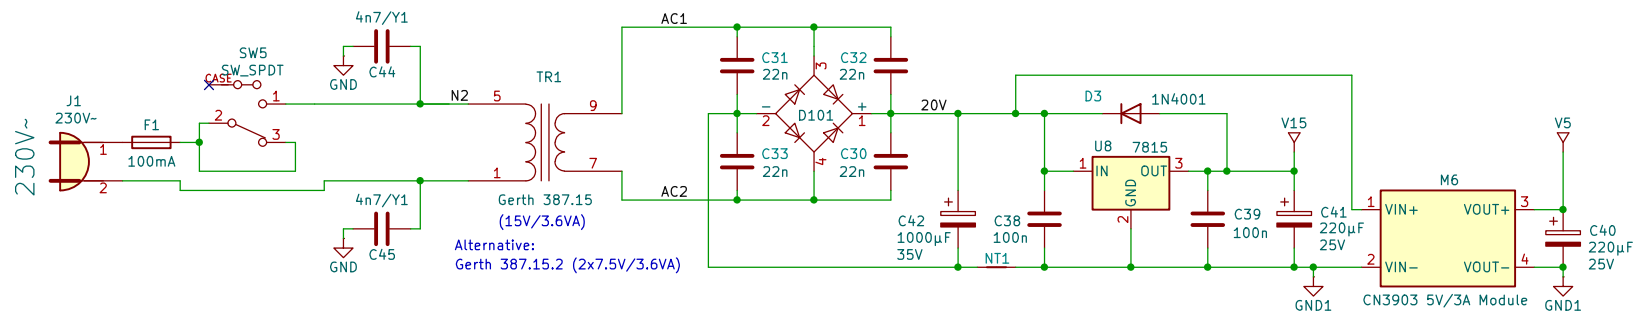 230V~
J1
230V~
1
2
F1
100mA
SW5
SW_SPDT
CASE
1
2
3
4n7/Y1
C44
GND
4n7/Y1
C45
GND
N2
TR1
5
1
9
7
Gerth 387.15
(15V/3.6VA)
Alternative:
Gerth 387.15.2 (2x7.5V/3.6VA)
AC1
AC2
C31
22n
C32
22n
C33
22n
C30
22n
D101
3
4
-
2
+
1
20V
C42
1000µF
35V
+
NT1
C38
100n
D3
1N4001
U8
7815
1
IN
OUT
3
GND
2
C39
100n
V15
+
C41
220µF
25V
GND1
M6
1
VIN+
VOUT+
3
2
VIN-
VOUT-
4
CN3903 5V/3A Module
V5
+
C40
220µF
25V
GND1